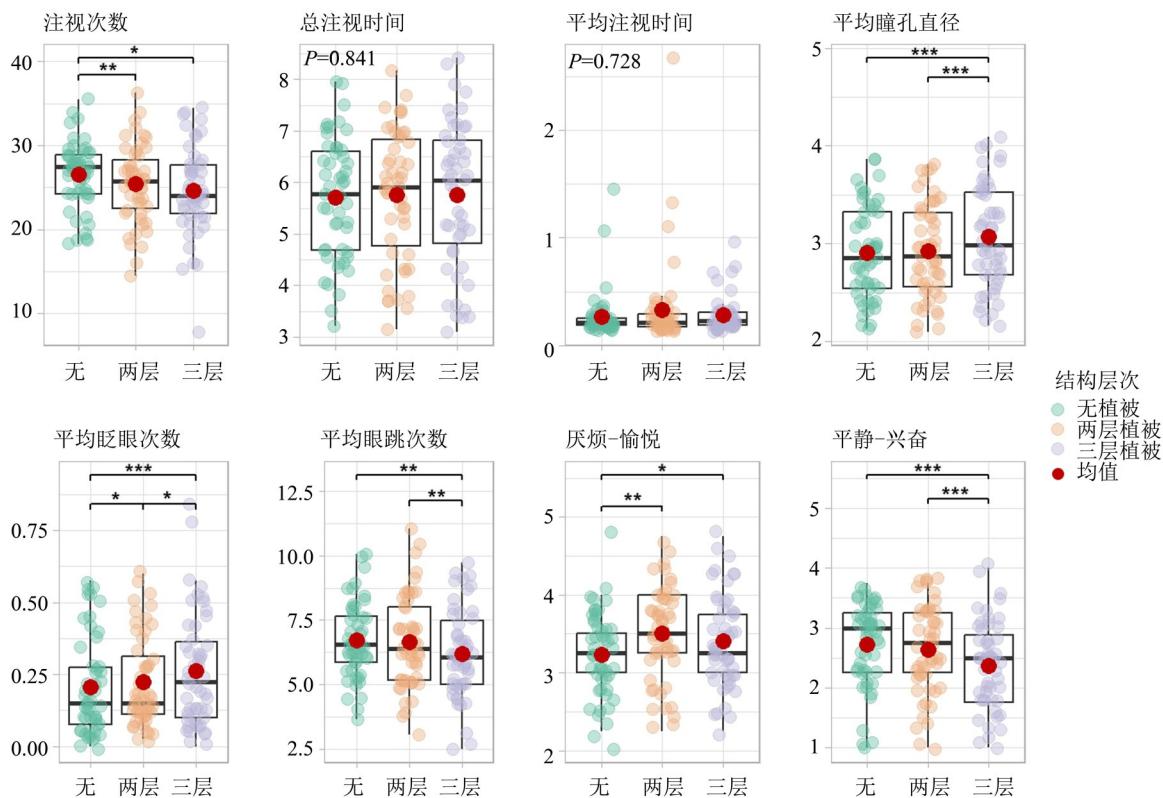 注视次数
总注视时间
平均注视时间
平均瞳孔直径
40
30
20
10
* 
**
无 两层 三层
P=0.841
8
7
6
5
4
3
无 两层 三层
P=0.728
2
1
0
无 两层 三层
5
4
3
2
***
***
无 两层 三层
结构层次
无植被
两层植被
三层植被
均值
平均眨眼次数
平均眼跳次数
厌烦-愉悦
平静-兴奋
0.75
0.50
0.25
0.00
***
* *
无 两层 三层
12.5
10.0
7.5
5.0
2.5
**
**
无 两层 三层
5
4
3
2
*
**
无 两层 三层
5
4
3
2
1
***
***
无 两层 三层